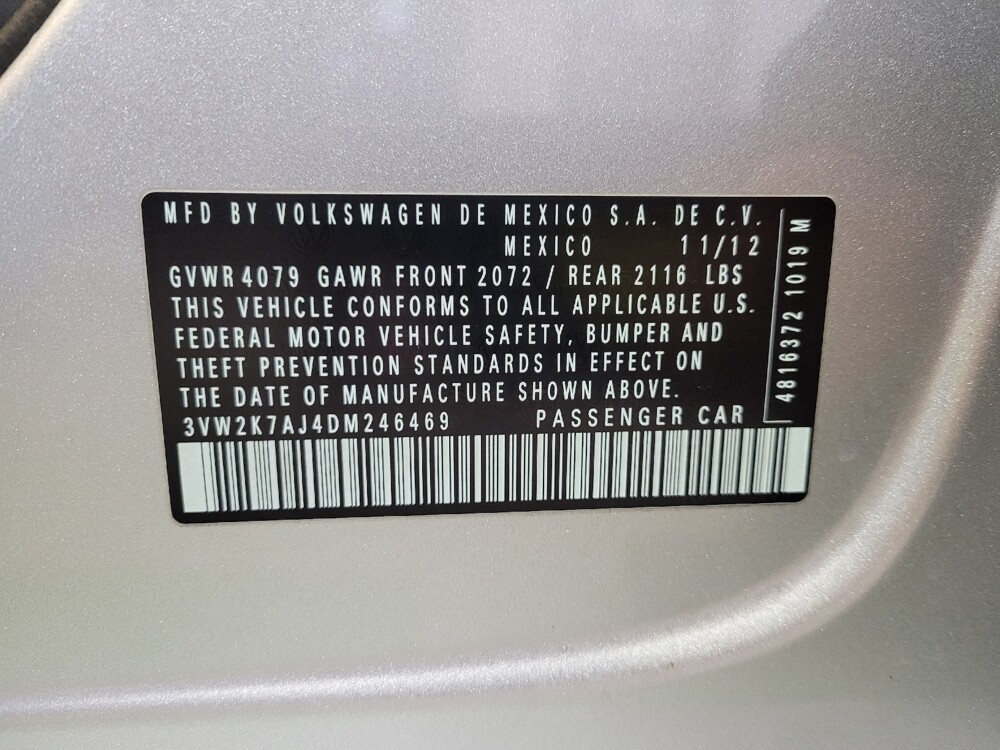 MFD BY VOLKSWAGEN DE MEXICO S.A. DE C.V.
MEXICO 11/12
GVWR 4079 GAWR FRONT 2072 / REAR 2116 LBS
THIS VEHICLE CONFORMS TO ALL APPLICABLE U.S.
FEDERAL MOTOR VEHICLE SAFETY, BUMPER AND
THEFT PREVENTION STANDARDS IN EFFECT ON
THE DATE OF MANUFACTURE SHOWN ABOVE.
3VW2K7AJ4DM246469 PASSENGER CAR
4816372 1019 M